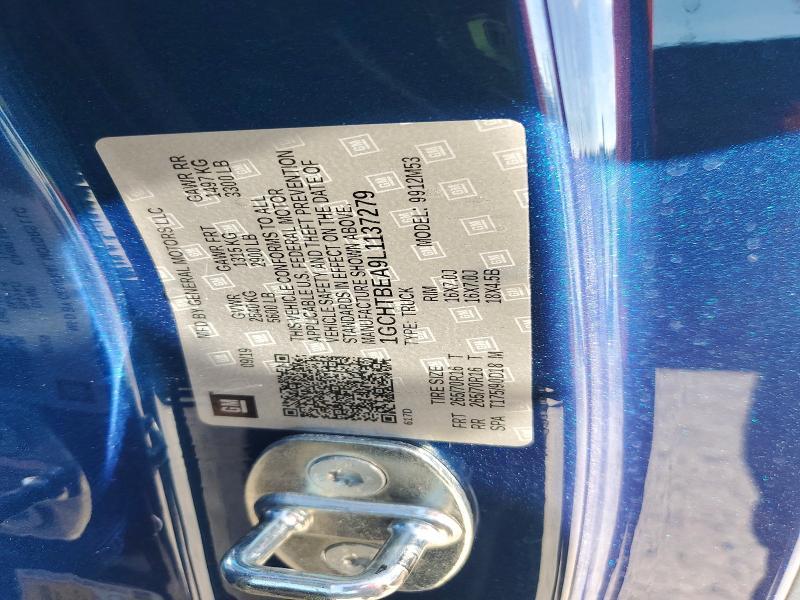 MFD BY GENERAL MOTORS LLC
09/19
GVWR GAWR FRT GAWR RR
2540 KG 1315 KG 1497 KG
5600 LB 2900 LB 3300 LB
THIS VEHICLE CONFORMS TO ALL
APPLICABLE U.S. FEDERAL MOTOR
VEHICLE SAFETY AND THEFT PREVENTION
STANDARDS IN EFFECT ON THE DATE OF
MANUFACTURE SHOWN ABOVE.
1GCHTBEA9L1137279
TYPE: TRUCK MODEL: 9912M53
617D
TIRE SIZE RIM
FRT 265/70R16 T 16X7.0J
RR 265/70R16 T 16X7.0J
SPA T175/90D18 M 18X4.5B
GM